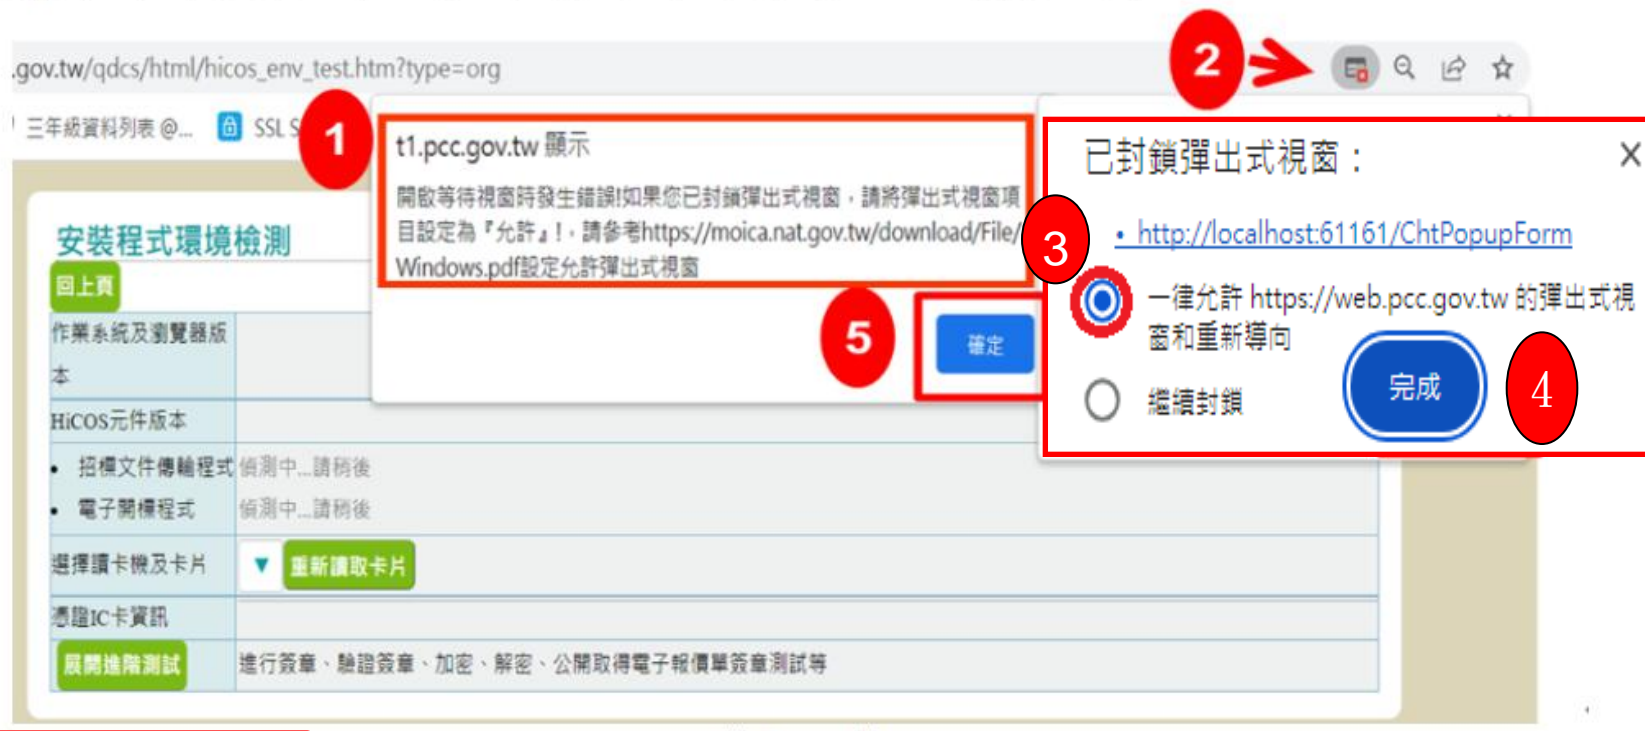 2
.gov.tw/qdcs/html/hicos_env_test.htm?type=org
三年級資料列表 @...
SSL S
1
t1.pcc.gov.tw 顯示
開啟等待視窗時發生錯誤!如果您已封鎖彈出式視窗，請將彈出式視窗項
目設定為『允許』!，請參考https://moica.nat.gov.tw/download/File/
Windows.pdf設定允許彈出式視窗
5
確定
已封鎖彈出式視窗：
3
• http://localhost:61161/ChtPopupForm
一律允許 https://web.pcc.gov.tw 的彈出式視
窗和重新導向
繼續封鎖
完成
4
安裝程式環境檢測
回上頁
作業系統及瀏覽器版
本
HiCOS元件版本
• 招標文件傳輸程式 偵測中...請稍後
• 電子開標程式 偵測中...請稍後
選擇讀卡機及卡片 ▼ 重新讀取卡片
憑證IC卡資訊
展開進階測試 進行簽章、驗證簽章、加密、解密、公開取得電子報價單簽章測試等